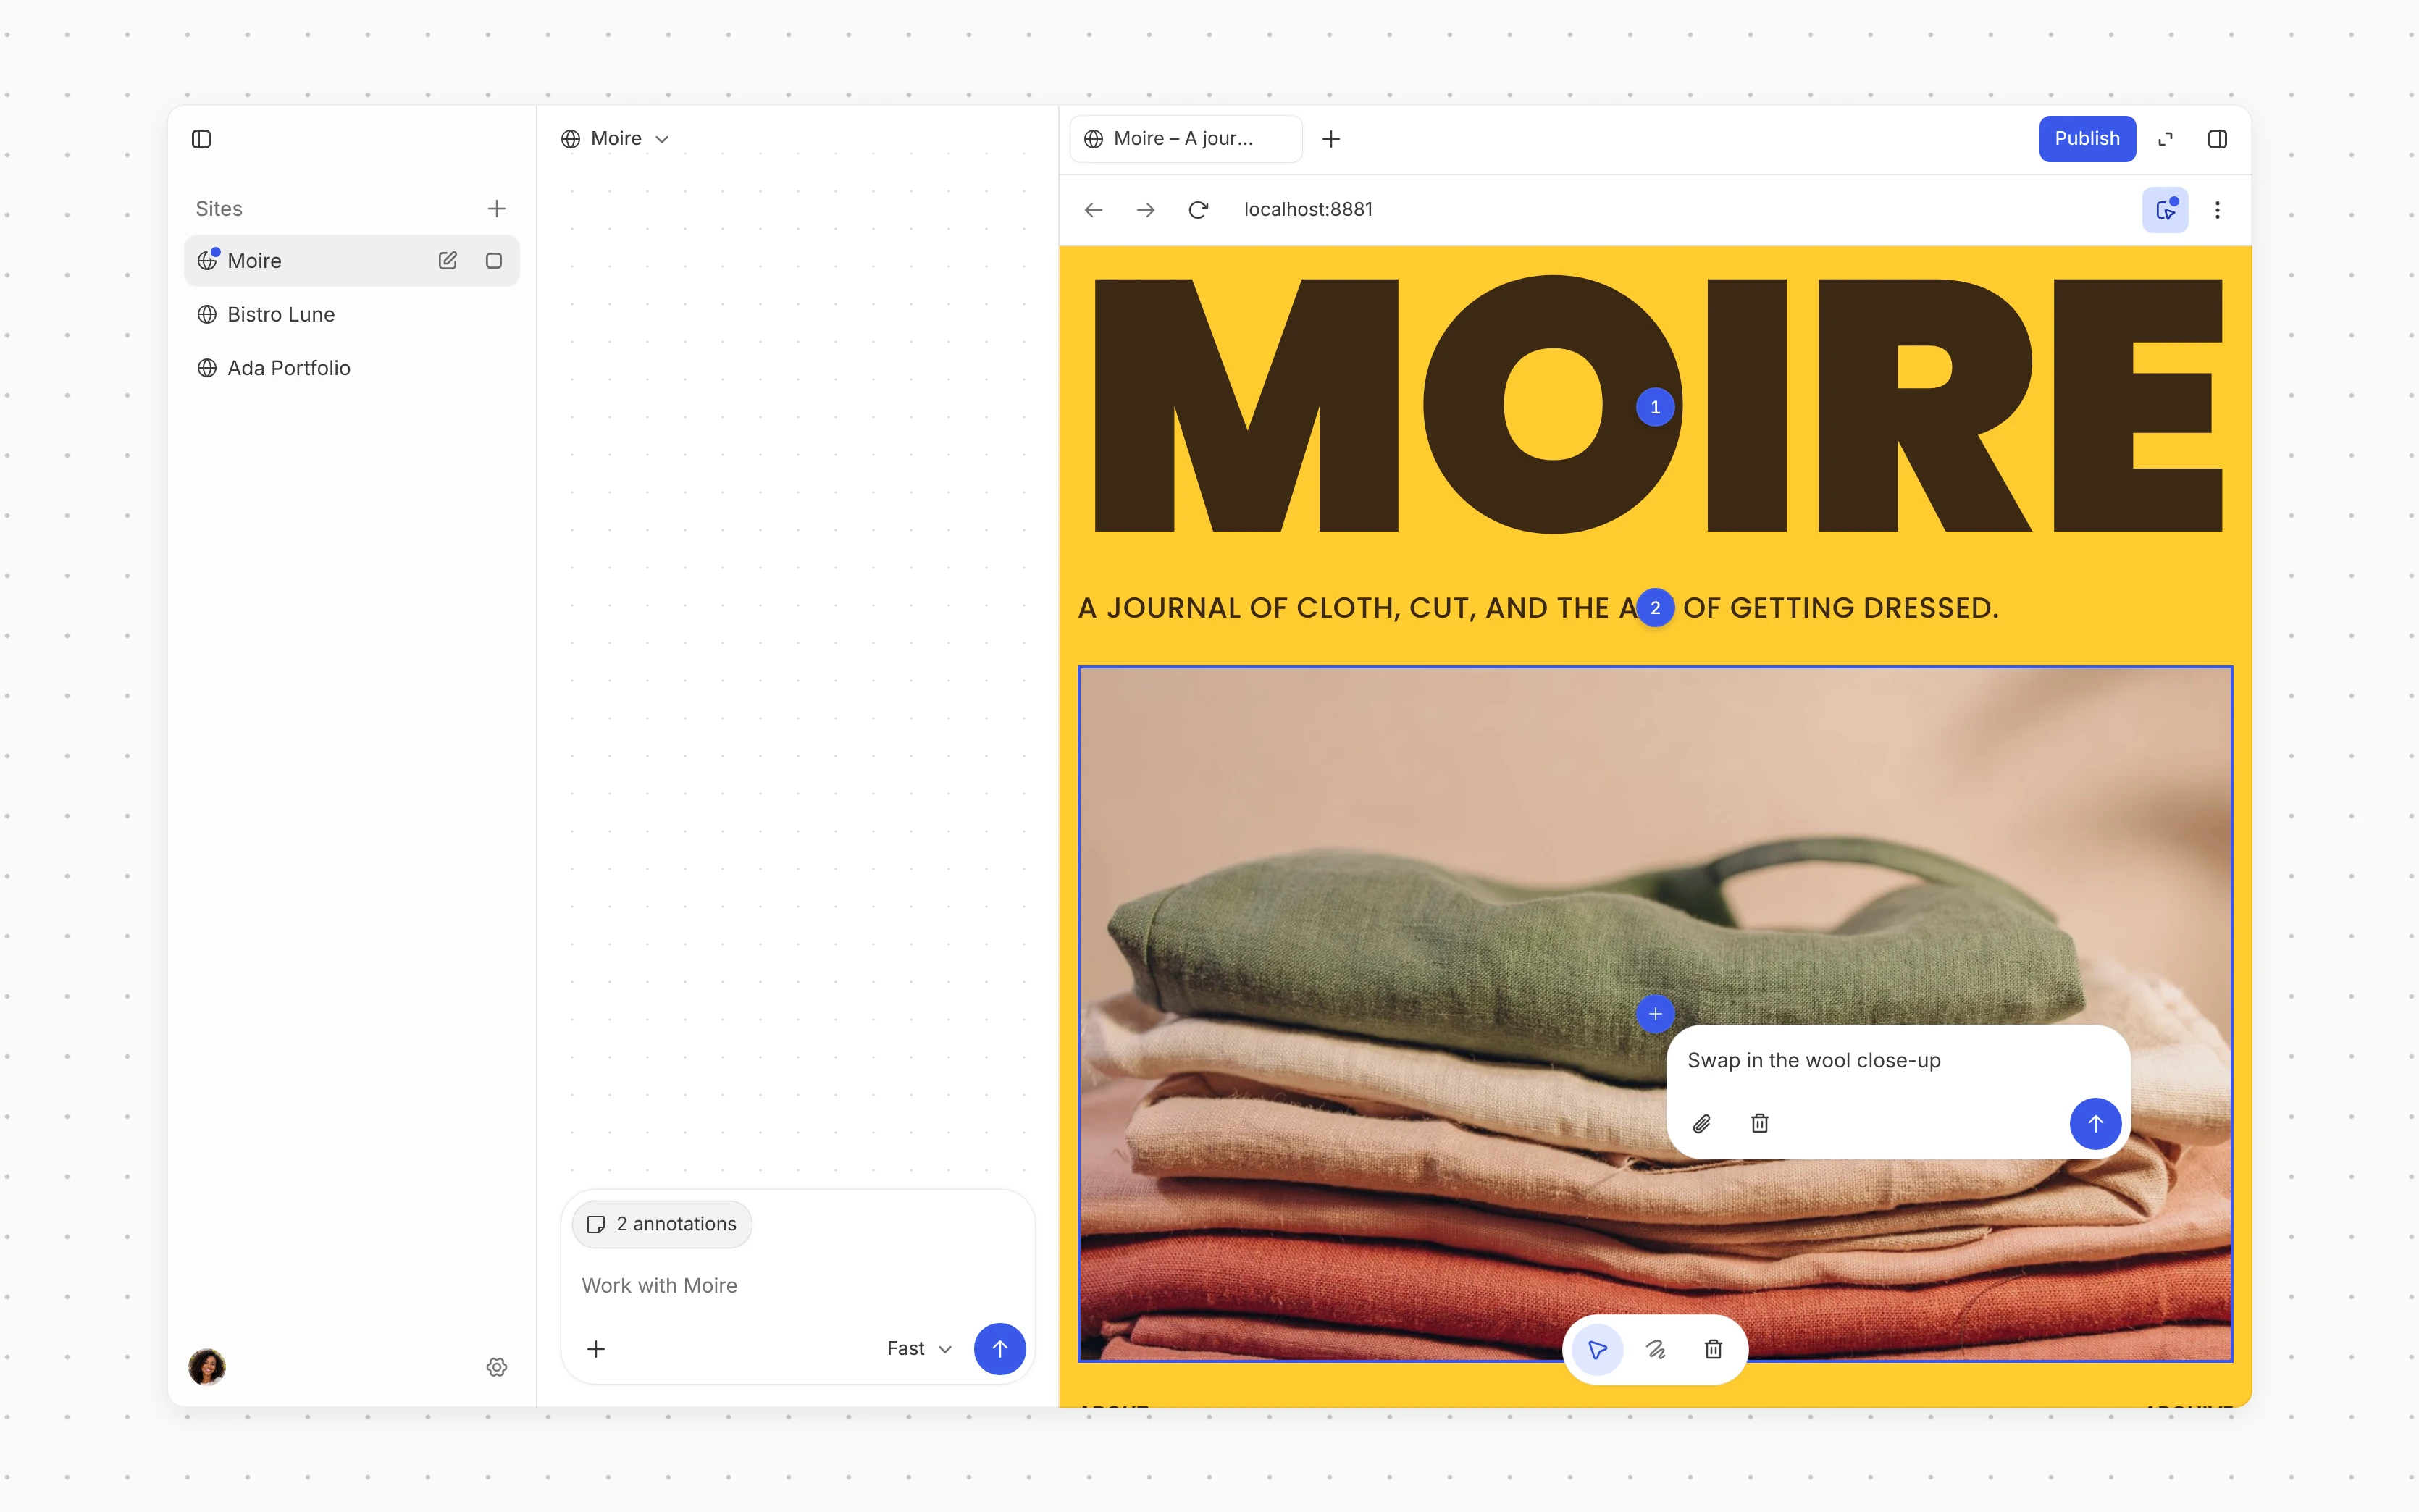 Sites
Moire
Bistro Lune
Ada Portfolio
Moire
2 annotations
Work with Moire
Fast
Moire – A jour...
Publish
localhost:8881
MOIRE
1
A JOURNAL OF CLOTH, CUT, AND THE A
2
OF GETTING DRESSED.
Swap in the wool close-up